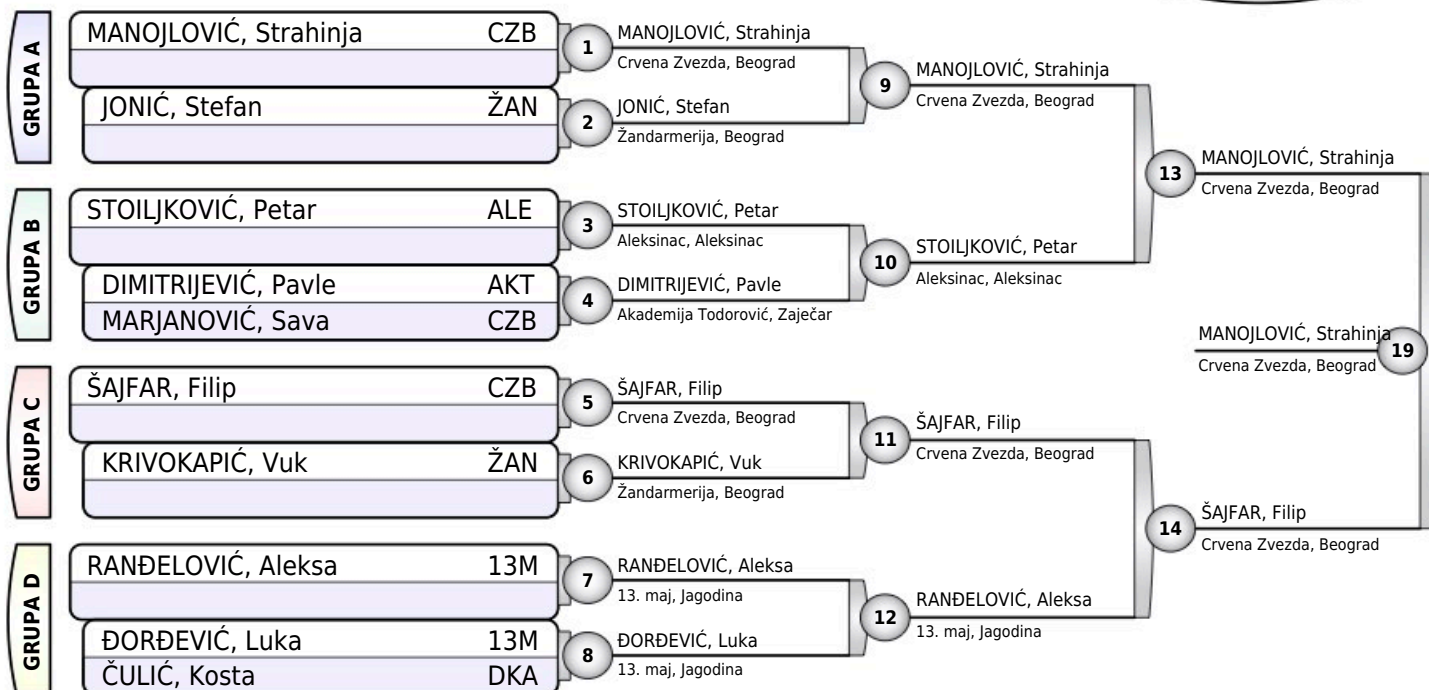 GRUPA A
MANOJLOVIĆ, Strahinja CZB
JONIĆ, Stefan ŽAN
1
MANOJLOVIĆ, Strahinja
Crvena Zvezda, Beograd
2
JONIĆ, Stefan
Žandarmerija, Beograd
9
MANOJLOVIĆ, Strahinja
Crvena Zvezda, Beograd
GRUPA B
STOILJKOVIĆ, Petar ALE
DIMITRIJEVIĆ, Pavle AKT
MARJANOVIĆ, Sava CZB
3
STOILJKOVIĆ, Petar
Aleksinac, Aleksinac
4
DIMITRIJEVIĆ, Pavle
Akademija Todorović, Zaječar
10
STOILJKOVIĆ, Petar
Aleksinac, Aleksinac
13
MANOJLOVIĆ, Strahinja
Crvena Zvezda, Beograd
MANOJLOVIĆ, Strahinja
Crvena Zvezda, Beograd
19
GRUPA C
ŠAJFAR, Filip CZB
KRIVOKAPIĆ, Vuk ŽAN
5
ŠAJFAR, Filip
Crvena Zvezda, Beograd
6
KRIVOKAPIĆ, Vuk
Žandarmerija, Beograd
11
ŠAJFAR, Filip
Crvena Zvezda, Beograd
GRUPA D
RANĐELOVIĆ, Aleksa 13M
ĐORĐEVIĆ, Luka 13M
ČULIĆ, Kosta DKA
7
RANĐELOVIĆ, Aleksa
13. maj, Jagodina
8
ĐORĐEVIĆ, Luka
13. maj, Jagodina
12
RANĐELOVIĆ, Aleksa
13. maj, Jagodina
14
ŠAJFAR, Filip
Crvena Zvezda, Beograd